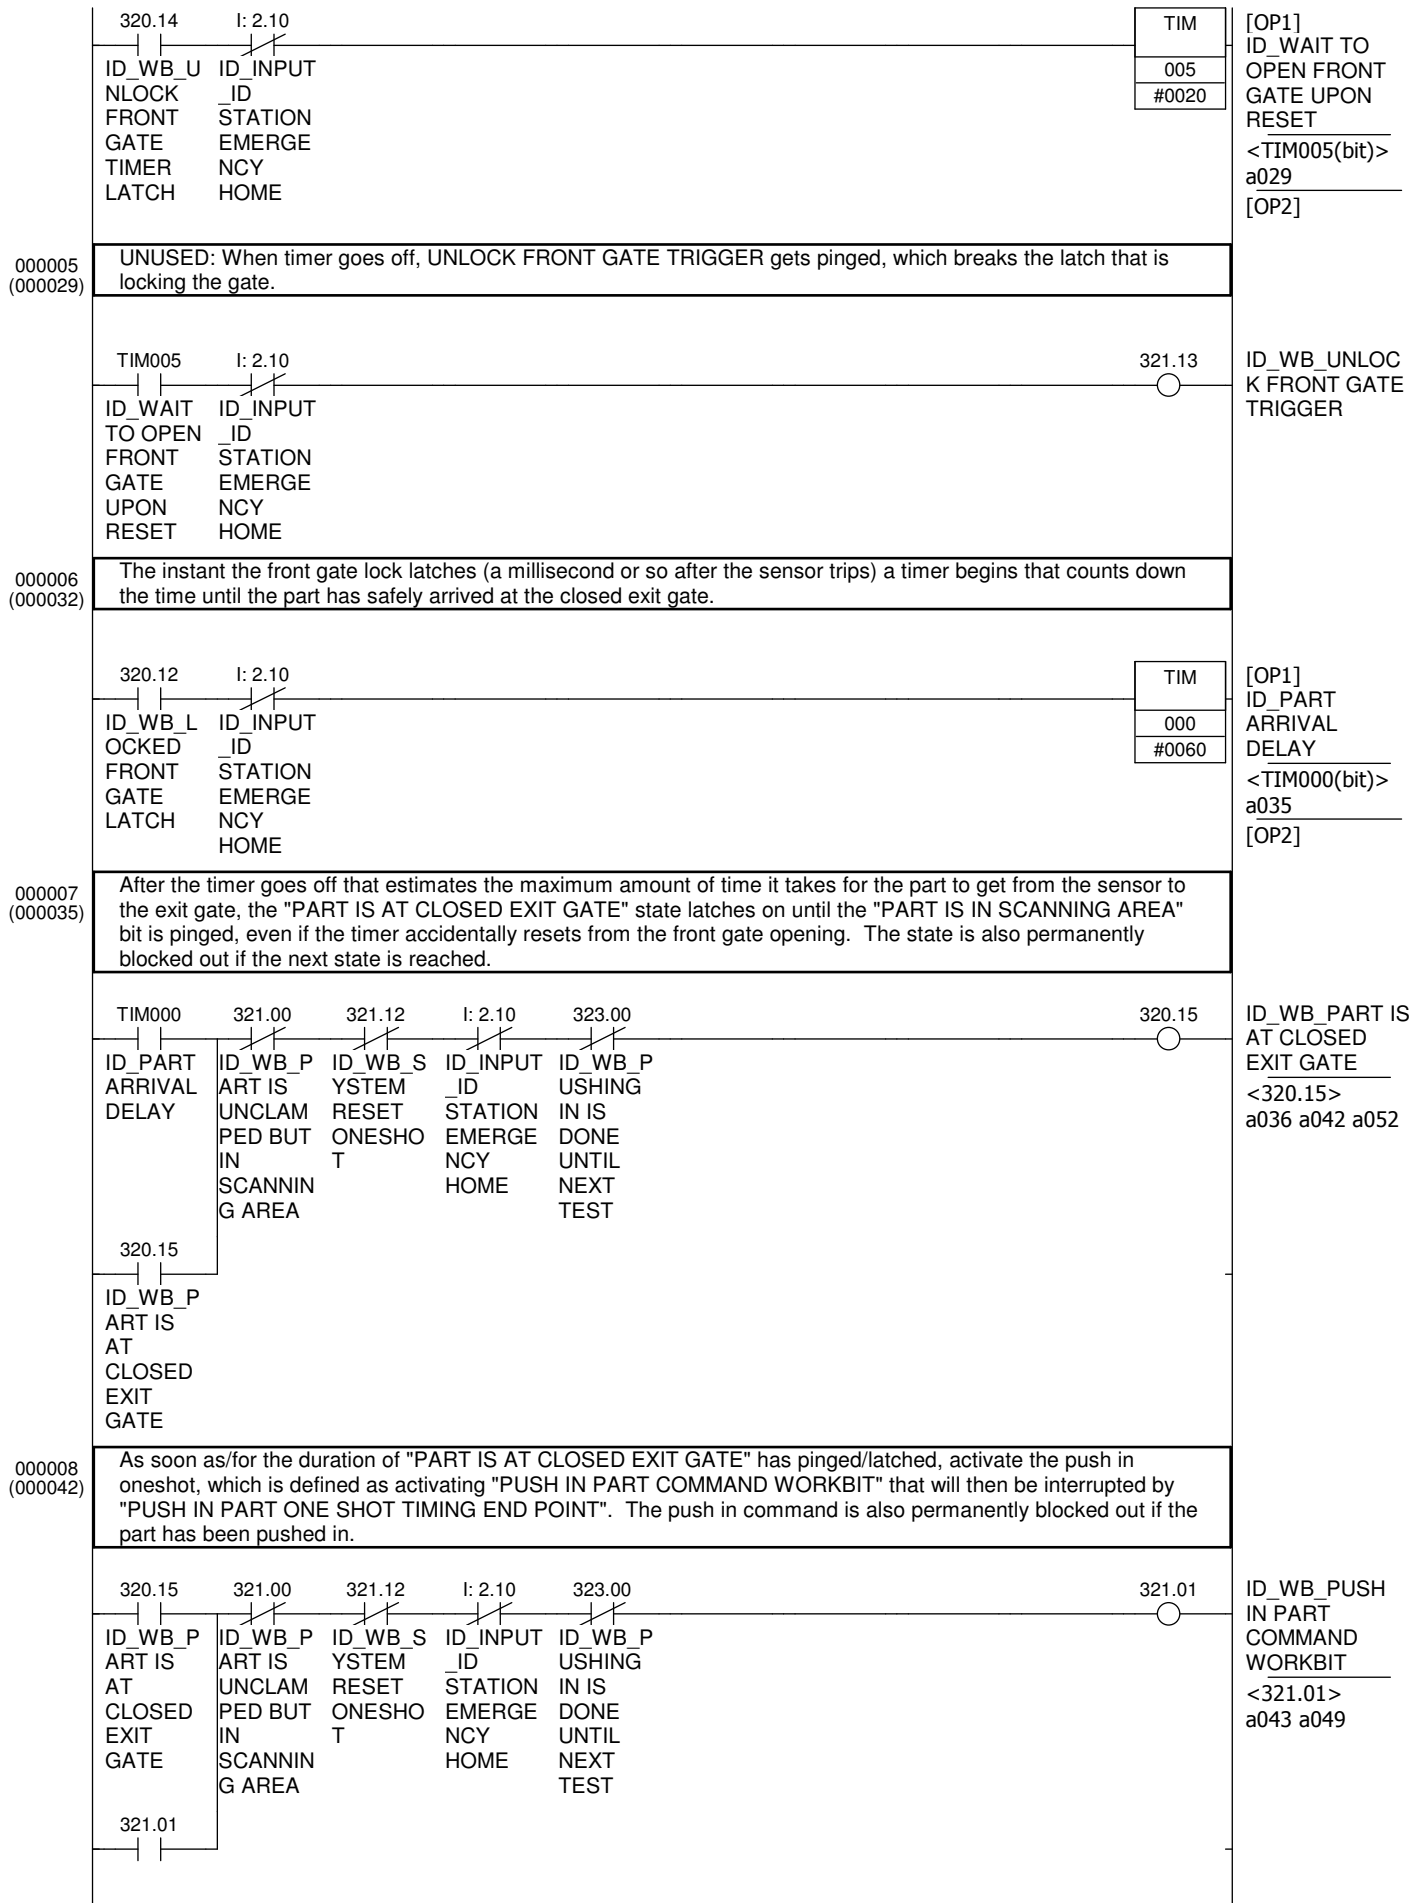 320.14 I: 2.10 TIM [OP1]
ID_WAIT TO
ID_WB_U ID_INPUT 005 OPEN FRONT
NLOCK _ID #0020 GATE UPON
FRONT STATION RESET
GATE EMERGE <TIM005(bit)>
TIMER NCY a029
LATCH HOME [OP2]
000005 UNUSED: When timer goes off, UNLOCK FRONT GATE TRIGGER gets pinged, which breaks the latch that is
(000029) locking the gate.
TIM005 I: 2.10 321.13 ID_WB_UNLOC
K FRONT GATE
ID_WAIT ID_INPUT TRIGGER
TO OPEN _ID
FRONT STATION
GATE EMERGE
UPON NCY
RESET HOME
000006 The instant the front gate lock latches (a millisecond or so after the sensor trips) a timer begins that counts down
(000032) the time until the part has safely arrived at the closed exit gate.
320.12 I: 2.10 TIM [OP1]
ID_PART
ID_WB_L ID_INPUT 000 ARRIVAL
OCKED _ID #0060 DELAY
FRONT STATION <TIM000(bit)>
GATE EMERGE a035
LATCH NCY [OP2]
HOME
000007 After the timer goes off that estimates the maximum amount of time it takes for the part to get from the sensor to
(000035) the exit gate, the "PART IS AT CLOSED EXIT GATE" state latches on until the "PART IS IN SCANNING AREA"
bit is pinged, even if the timer accidentally resets from the front gate opening. The state is also permanently
blocked out if the next state is reached.
TIM000 321.00 321.12 I: 2.10 323.00 320.15 ID_WB_PART IS
AT CLOSED
ID_PART ID_WB_P ID_WB_S ID_INPUT ID_WB_P EXIT GATE
ARRIVAL ART IS YSTEM _ID USHING <320.15>
DELAY UNCLAM RESET STATION IN IS a036 a042 a052
PED BUT ONESHO EMERGE DONE
IN T NCY UNTIL
SCANNIN HOME NEXT
G AREA TEST
320.15
ID_WB_P
ART IS
AT
CLOSED
EXIT
GATE
000008 As soon as/for the duration of "PART IS AT CLOSED EXIT GATE" has pinged/latched, activate the push in
(000042) oneshot, which is defined as activating "PUSH IN PART COMMAND WORKBIT" that will then be interrupted by
"PUSH IN PART ONE SHOT TIMING END POINT". The push in command is also permanently blocked out if the
part has been pushed in.
320.15 321.00 321.12 I: 2.10 323.00 321.01 ID_WB_PUSH
IN PART
ID_WB_P ID_WB_P ID_WB_S ID_INPUT ID_WB_P COMMAND
ART IS ART IS YSTEM _ID USHING WORKBIT
AT UNCLAM RESET STATION IN IS <321.01>
CLOSED PED BUT ONESHO EMERGE DONE a043 a049
EXIT IN T NCY UNTIL
GATE SCANNIN HOME NEXT
G AREA TEST
321.01